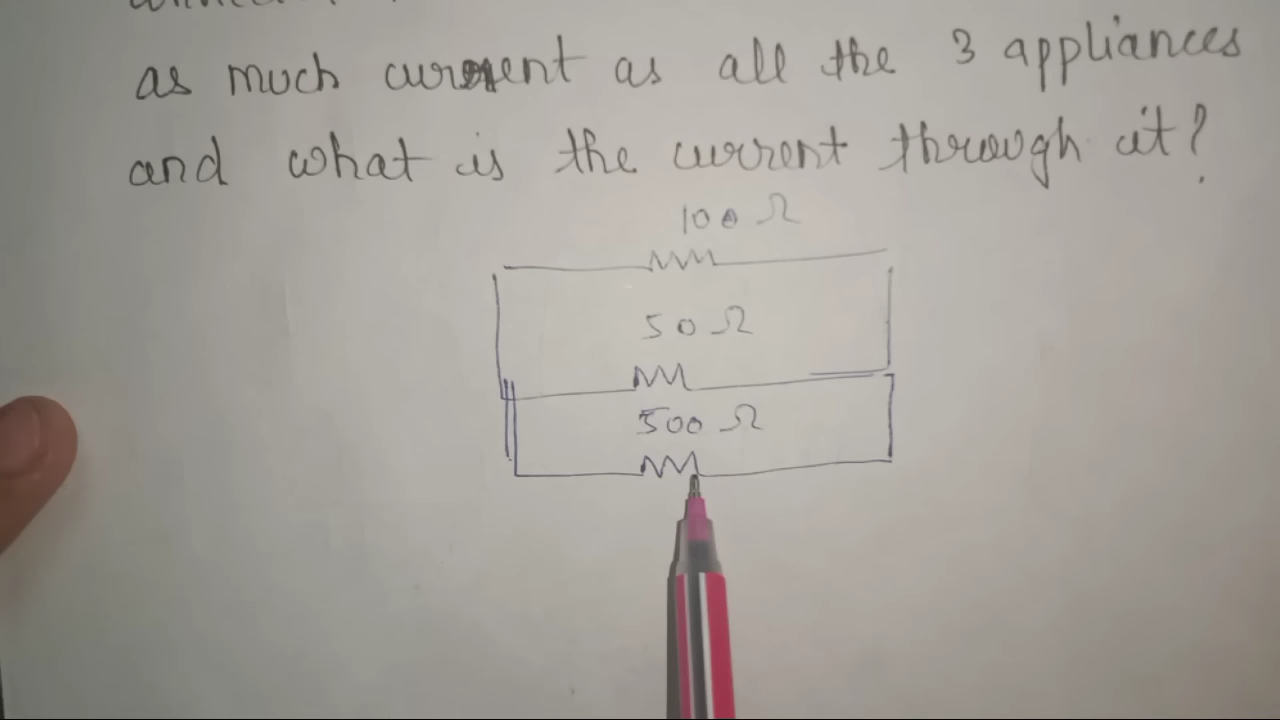 as much current as all the 3 appliances
and what is the current through it?
100 Ω
50 Ω
500 Ω